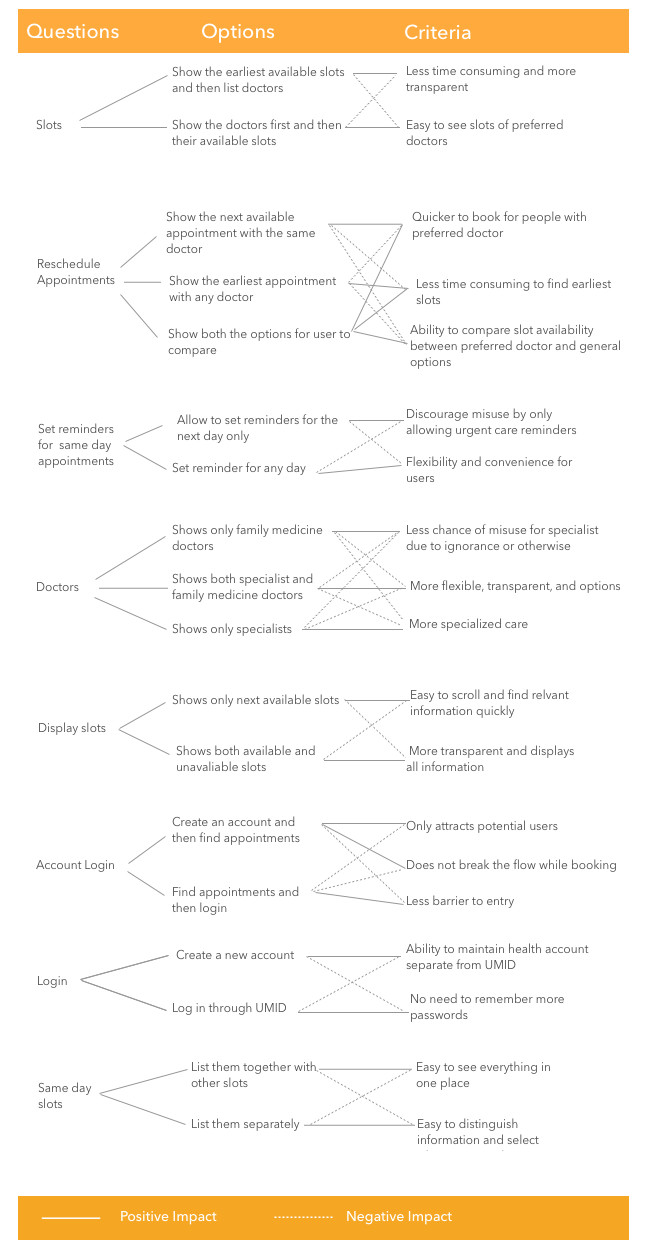 Questions Options Criteria
Slots
Show the earliest available slots
and then list doctors
Show the doctors first and then
their available slots
Less time consuming and more
transparent
Easy to see slots of preferred
doctors
Reschedule
Appointments
Show the next available
appointment with the same
doctor
Show the earliest appointment
with any doctor
Show both the options for user to
compare
Quicker to book for people with
preferred doctor
Less time consuming to find earliest
slots
Ability to compare slot availability
between preferred doctor and general
options
Set reminders
for same day
appointments
Allow to set reminders for the
next day only
Set reminder for any day
Discourage misuse by only
allowing urgent care reminders
Flexibility and convenience for
users
Doctors
Shows only family medicine
doctors
Shows both specialist and
family medicine doctors
Shows only specialists
Less chance of misuse for specialist
due to ignorance or otherwise
More flexible, transparent, and options
More specialized care
Display slots
Shows only next available slots
Shows both available and
unavaliable slots
Easy to scroll and find relvant
information quickly
More transparent and displays
all information
Account Login
Create an account and
then find appointments
Find appointments and
then login
Only attracts potential users
Does not break the flow while booking
Less barrier to entry
Login
Create a new account
Log in through UMID
Ability to maintain health account
separate from UMID
No need to remember more
passwords
Same day
slots
List them together with
other slots
List them separately
Easy to see everything in
one place
Easy to distinguish
information and select
Positive Impact Negative Impact